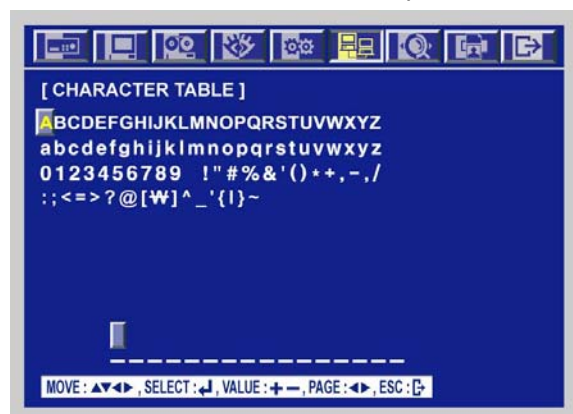 [ CHARACTER TABLE ]
ABCDEFGHIJKLMNOPQRSTUVWXYZ
abcdefghijklmnopqrstuvwxyz
0123456789 !"#%&'()*+,-,/
:;<=>?@[₩]^_'{|}~
MOVE : ▲▼◄► , SELECT : ↲ , VALUE : + − , PAGE : ◄► , ESC :